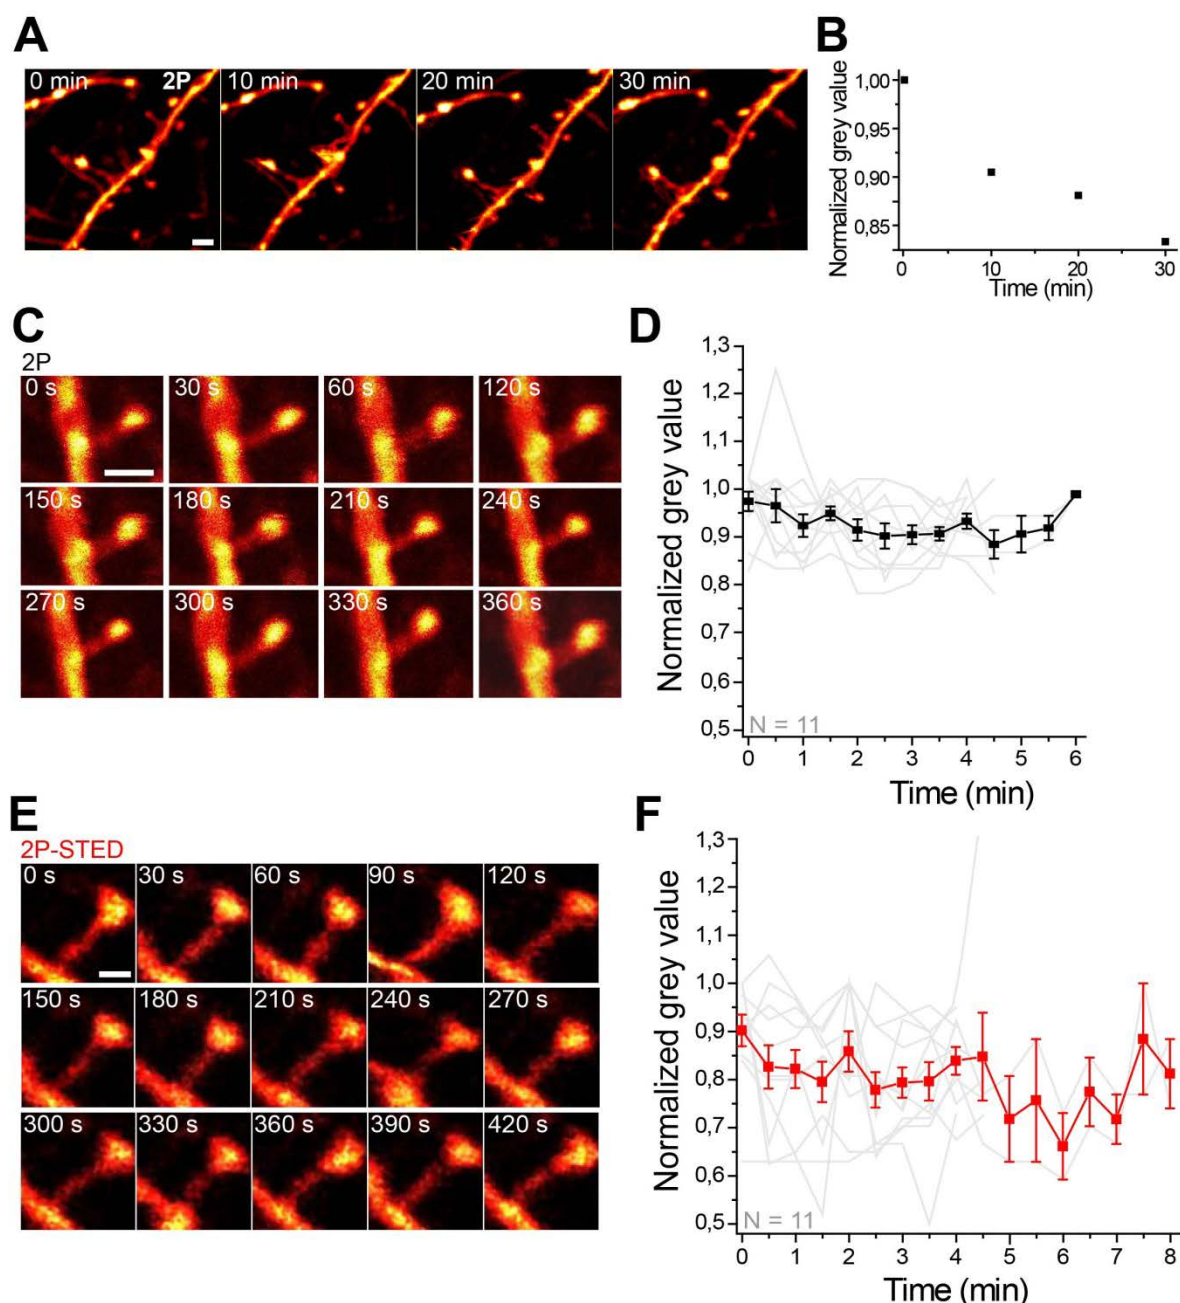 A
0 min 2P 10 min 20 min 30 min
B
Normalized grey value
1,00
0,95
0,90
0,85
0 10 20 30
Time (min)
C
2P
0 s 30 s 60 s 120 s
150 s 180 s 210 s 240 s
270 s 300 s 330 s 360 s
D
Normalized grey value
1,3
1,2
1,1
1,0
0,9
0,8
0,7
0,6
0,5
N = 11
0 1 2 3 4 5 6
Time (min)
E
2P-STED
0 s 30 s 60 s 90 s 120 s
150 s 180 s 210 s 240 s 270 s
300 s 330 s 360 s 390 s 420 s
F
Normalized grey value
1,3
1,2
1,1
1,0
0,9
0,8
0,7
0,6
0,5
N = 11
0 1 2 3 4 5 6 7 8
Time (min)